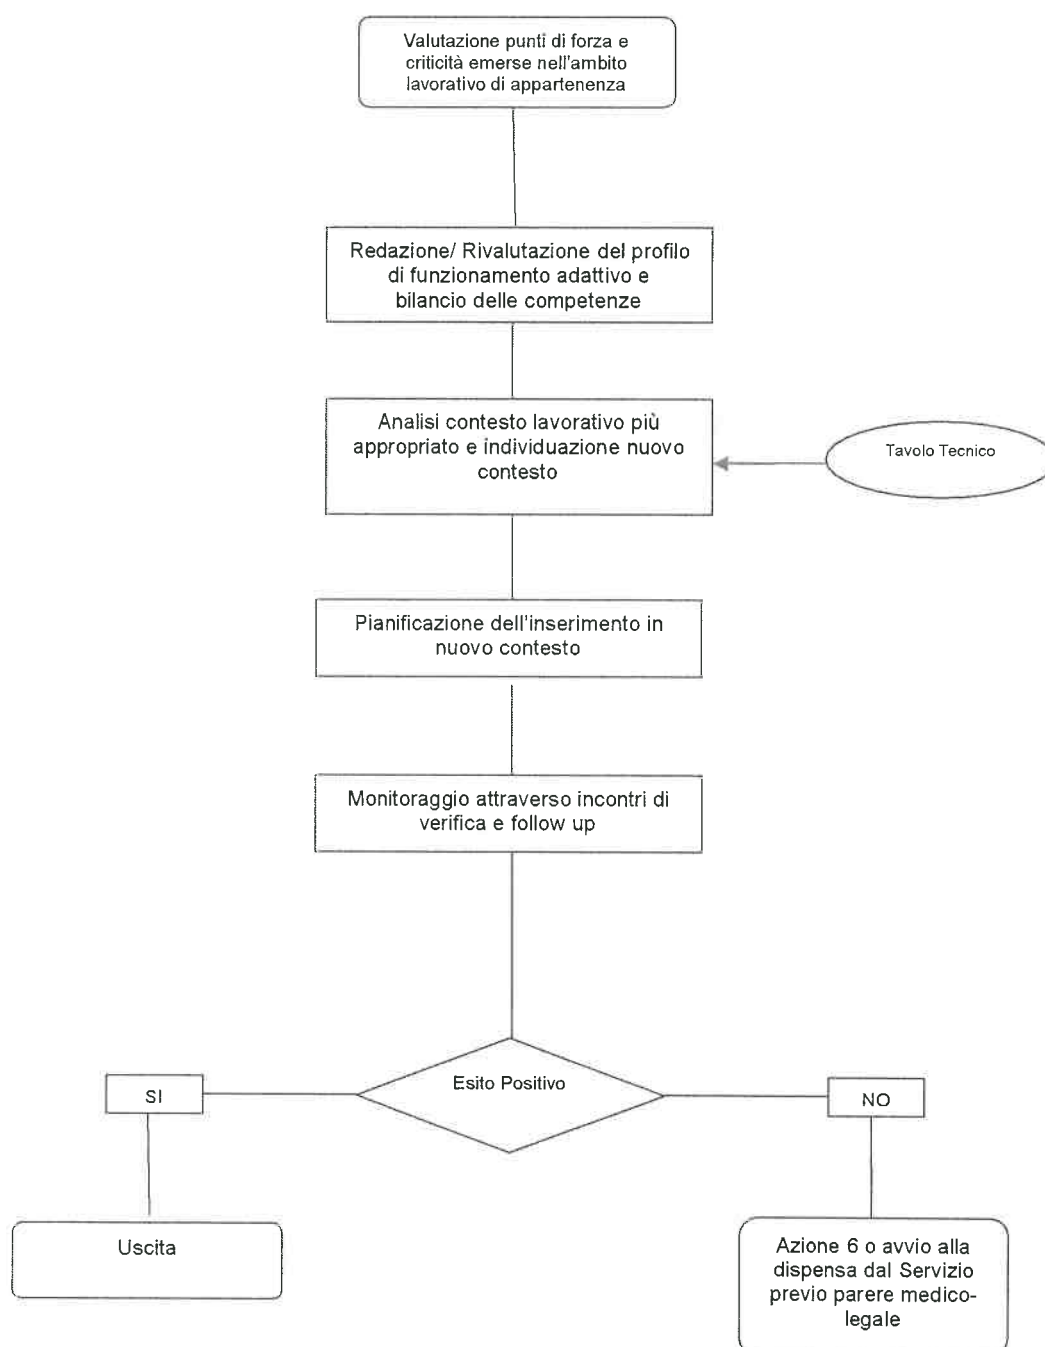 Valutazione punti di forza e
criticità emerse nell'ambito
lavorativo di appartenenza
Redazione/ Rivalutazione del profilo
di funzionamento adattivo e
bilancio delle competenze
Analisi contesto lavorativo più
appropriato e individuazione nuovo
contesto
Tavolo Tecnico
Pianificazione dell'inserimento in
nuovo contesto
Monitoraggio attraverso incontri di
verifica e follow up
Esito Positivo
SI
NO
Uscita
Azione 6 o avvio alla
dispensa dal Servizio
previo parere medico-
legale